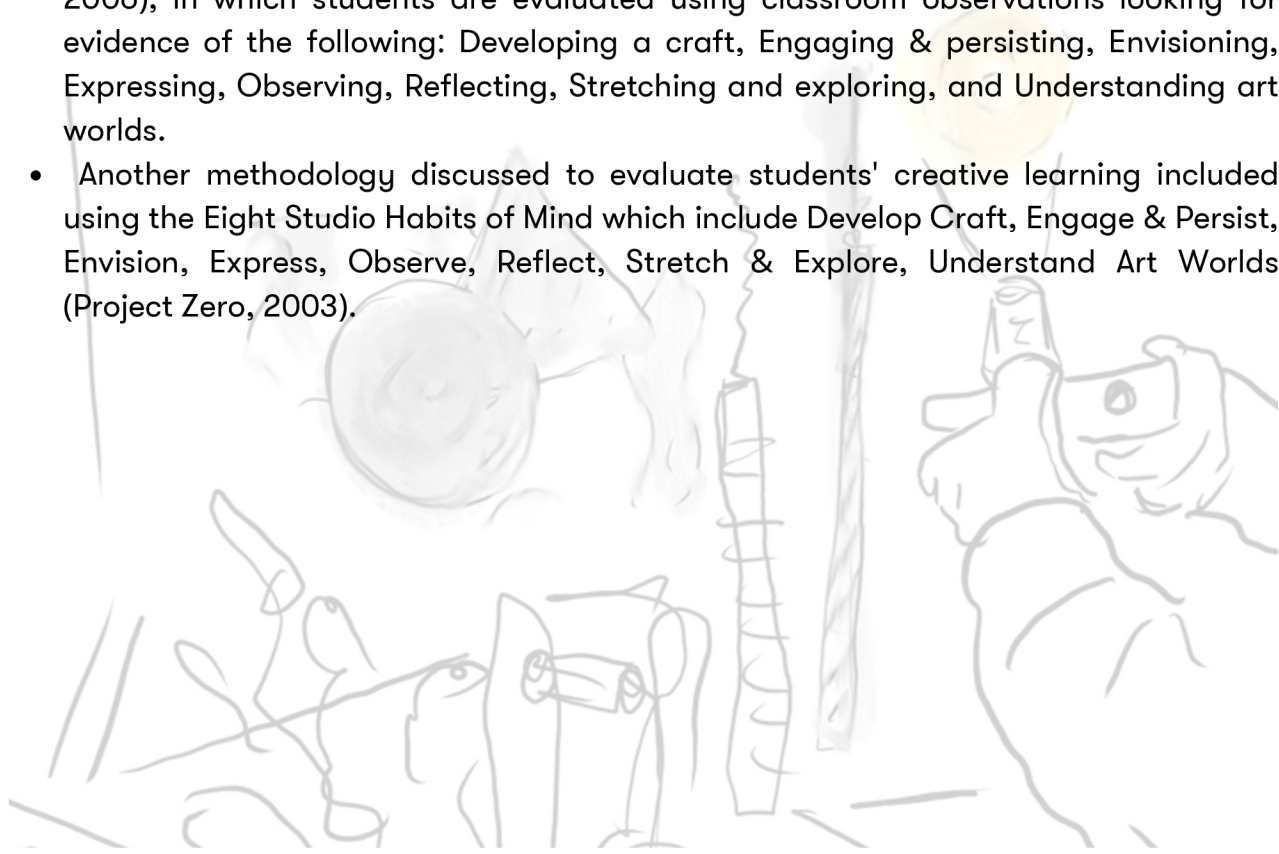 2006), in which students are evaluated using classroom observations looking for
evidence of the following: Developing a craft, Engaging & persisting, Envisioning,
Expressing, Observing, Reflecting, Stretching and exploring, and Understanding art
worlds.
• Another methodology discussed to evaluate students' creative learning included
using the Eight Studio Habits of Mind which include Develop Craft, Engage & Persist,
Envision, Express, Observe, Reflect, Stretch & Explore, Understand Art Worlds
(Project Zero, 2003).